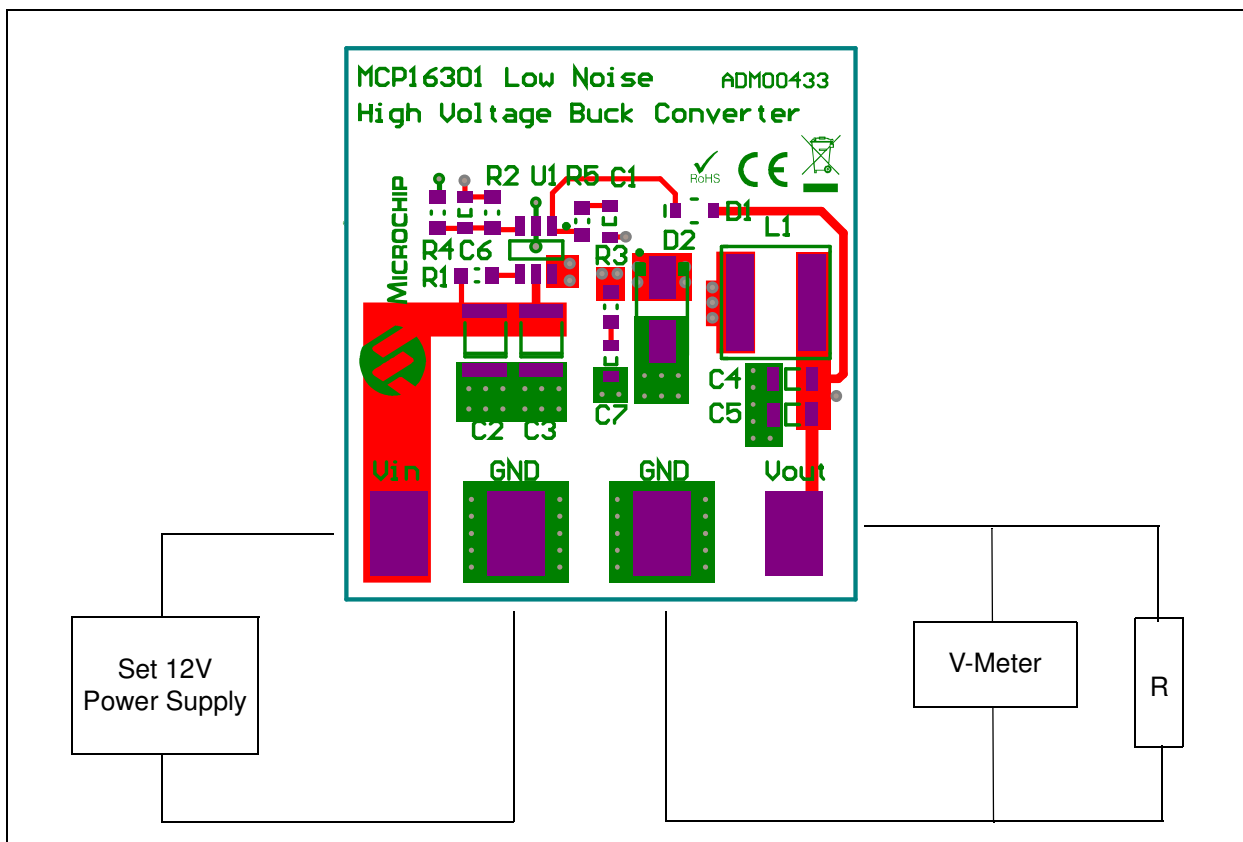 MCP16301 Low Noise
ADM00433
High Voltage Buck Converter
RoHS
CE
MICROCHIP
R2
U1
R5
C1
D1
L1
R4
C6
D2
R3
R1
C4
C5
C2
C3
C7
Vin
GND
GND
Vout
Set 12V
Power Supply
V-Meter
R